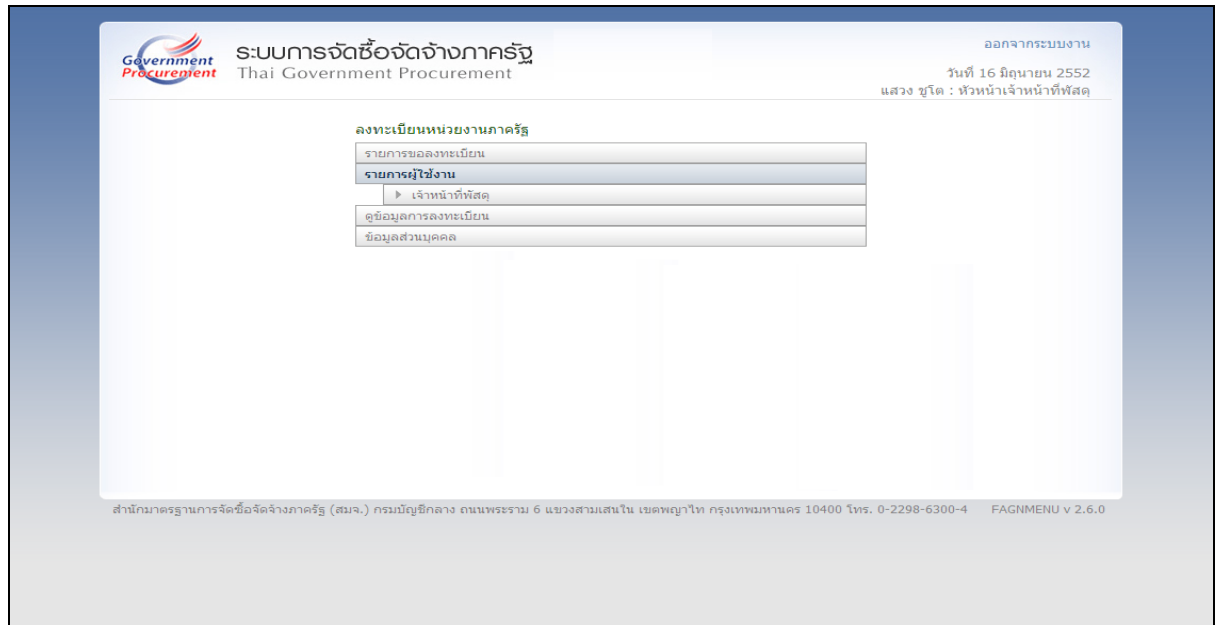 Government
Procurement
ระบบการจัดซื้อจัดจ้างภาครัฐ
Thai Government Procurement
ออกจากระบบงาน
วันที่ 16 มิถุนายน 2552
แสวง ชูโต : หัวหน้าเจ้าหน้าที่พัสดุ
ลงทะเบียนหน่วยงานภาครัฐ
รายการขอลงทะเบียน
รายการผู้ใช้งาน
เจ้าหน้าที่พัสดุ
ดูข้อมูลการลงทะเบียน
ข้อมูลส่วนบุคคล
สำนักมาตรฐานการจัดซื้อจัดจ้างภาครัฐ (สมจ.) กรมบัญชีกลาง ถนนพระราม 6 แขวงสามเสนใน เขตพญาไท กรุงเทพมหานคร 10400 โทร. 0-2298-6300-4 FAGNMENU v 2.6.0